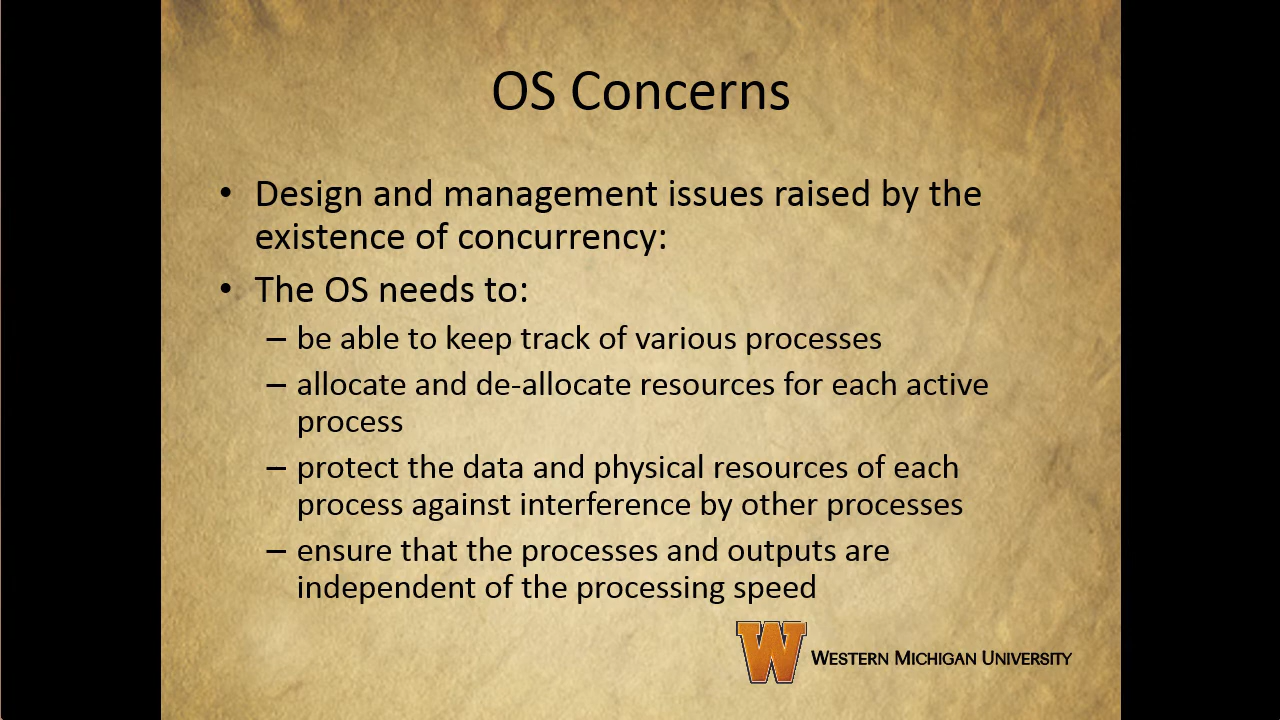 OS Concerns
• Design and management issues raised by the
existence of concurrency:
• The OS needs to:
– be able to keep track of various processes
– allocate and de-allocate resources for each active
process
– protect the data and physical resources of each
process against interference by other processes
– ensure that the processes and outputs are
independent of the processing speed
W WESTERN MICHIGAN UNIVERSITY